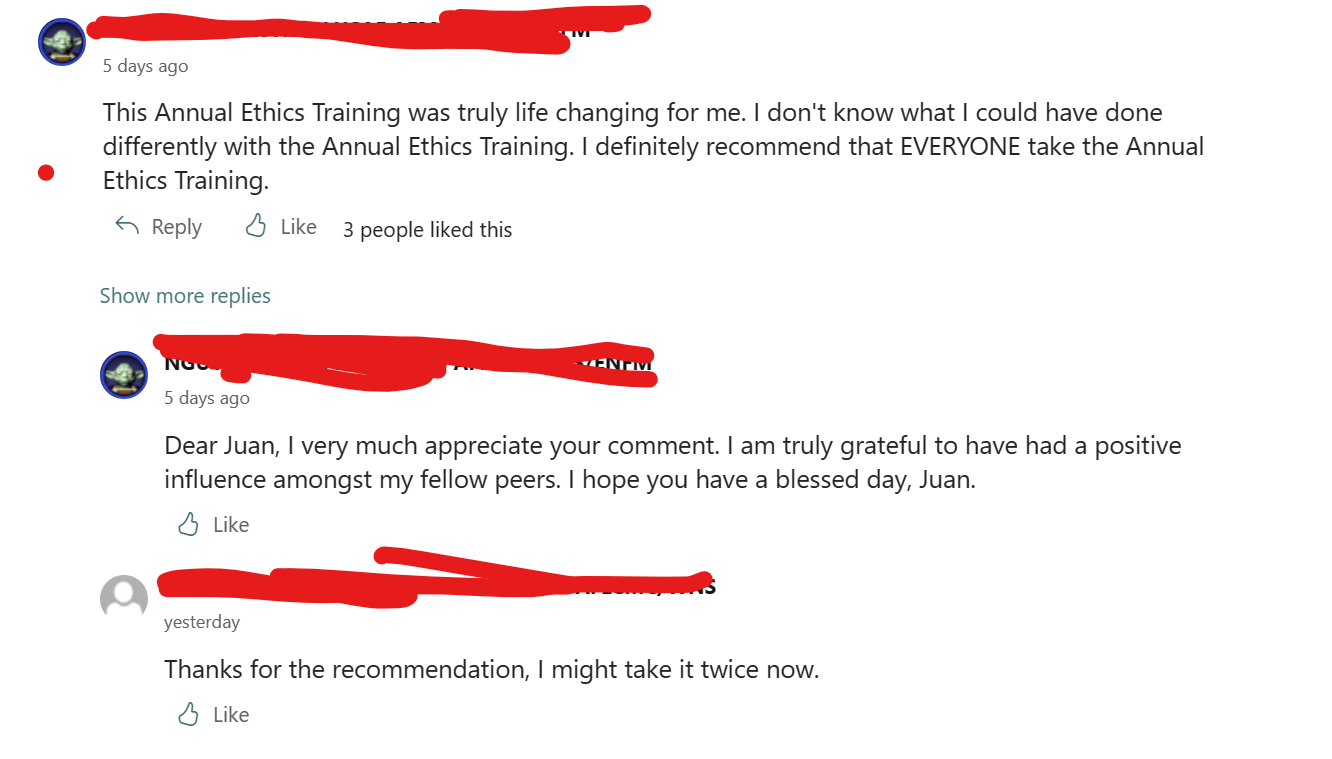 5 days ago
This Annual Ethics Training was truly life changing for me. I don't know what I could have done
differently with the Annual Ethics Training. I definitely recommend that EVERYONE take the Annual
Ethics Training.
Reply Like 3 people liked this
Show more replies
5 days ago
Dear Juan, I very much appreciate your comment. I am truly grateful to have had a positive
influence amongst my fellow peers. I hope you have a blessed day, Juan.
Like
yesterday
Thanks for the recommendation, I might take it twice now.
Like